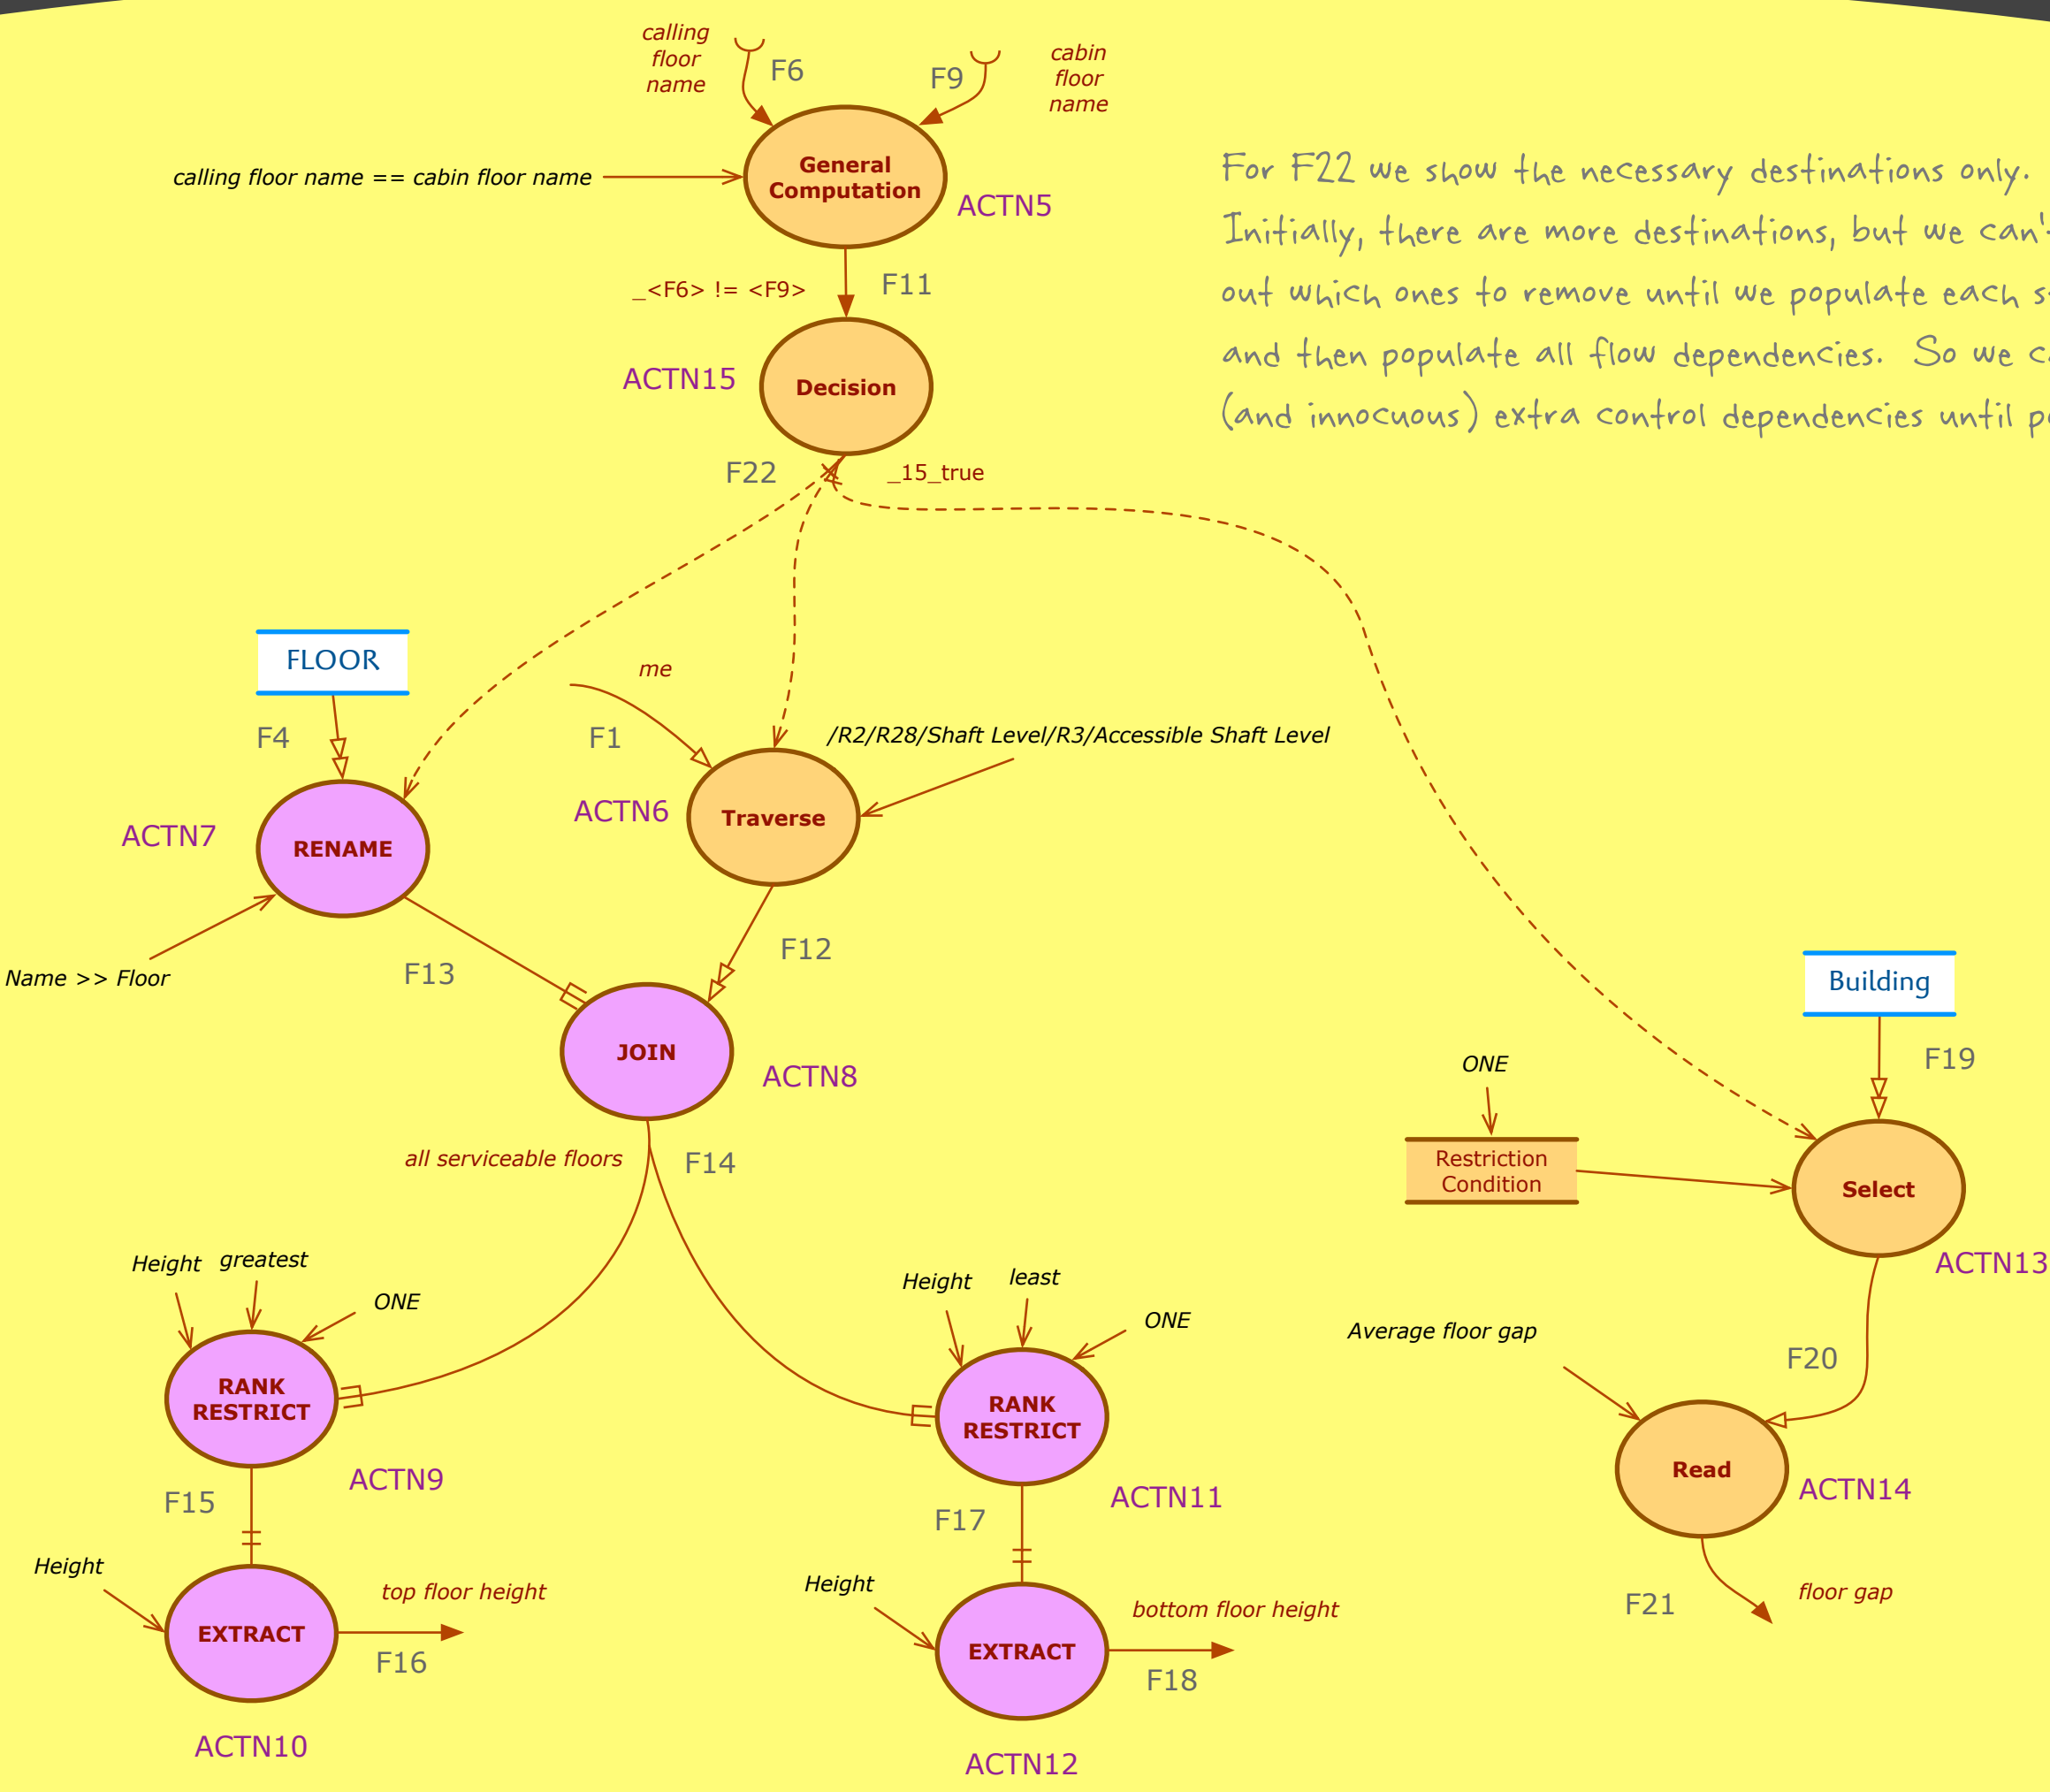 calling
floor
name
F6
F9
cabin
floor
name
General
Computation
calling floor name == cabin floor name
ACTN5
For F22 we show the necessary destinations only.
Initially, there are more destinations, but we can'
out which ones to remove until we populate each
and then populate all flow dependencies. So we
(and innocuous) extra control dependencies until
_<F6> != <F9>
F11
ACTN15
Decision
F22
_15_true
FLOOR
me
F4
F1
/R2/R28/Shaft Level/R3/Accessible Shaft Level
ACTN7
RENAME
ACTN6
Traverse
Name >> Floor
F13
F12
Building
JOIN
ACTN8
ONE
F19
all serviceable floors
F14
Restriction
Condition
Select
ACTN13
Height
greatest
ONE
Height
least
ONE
Average floor gap
F20
RANK
RESTRICT
RANK
RESTRICT
ACTN9
ACTN11
Read
ACTN14
F15
F17
Height
top floor height
Height
bottom floor height
F21
floor gap
EXTRACT
F16
EXTRACT
F18
ACTN10
ACTN12